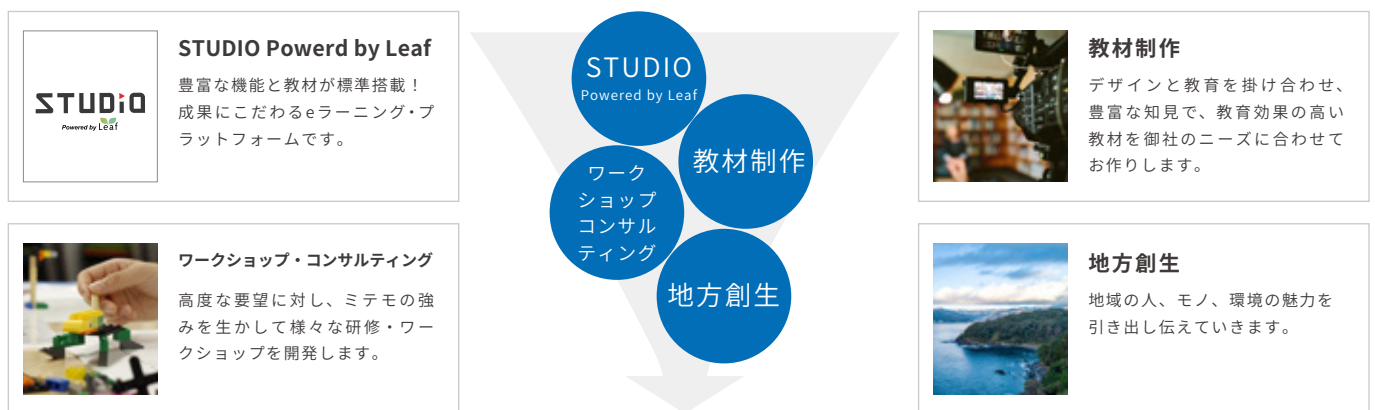 STUDIO
Powered by Leaf
STUDIO Powerd by Leaf
豊富な機能と教材が標準搭載！
成果にこだわるeラーニング・プ
ラットフォームです。
ワークショップ・コンサルティング
高度な要望に対し、ミテモの強
みを生かして様々な研修・ワー
クショップを開発します。
STUDIO
Powered by Leaf
教材制作
ワーク
ショップ
コンサル
ティング
地方創生
教材制作
デザインと教育を掛け合わせ、
豊富な知見で、教育効果の高い
教材を御社のニーズに合わせて
お作りします。
地方創生
地域の人、モノ、環境の魅力を
引き出し伝えていきます。